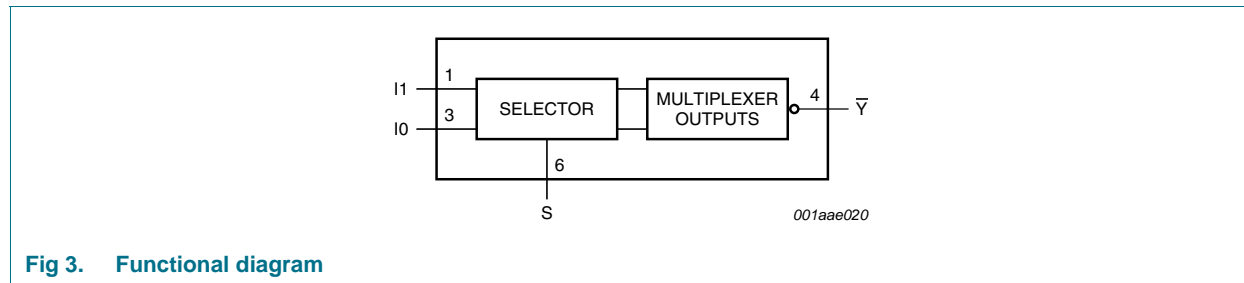 1
I1
SELECTOR
MULTIPLEXER
OUTPUTS
4
Y̅
3
I0
6
S
001aae020
Fig 3. Functional diagram